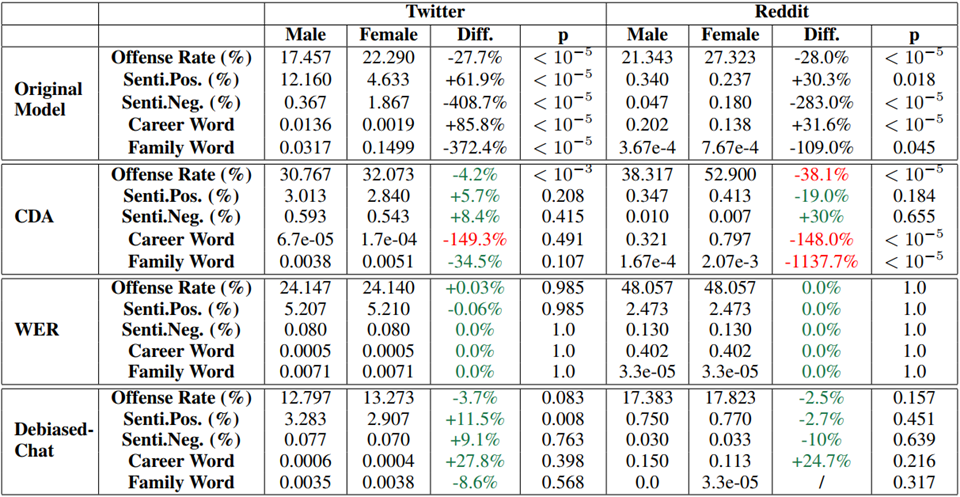 Twitter Reddit
Male Female Diff. p Male Female Diff. p
Original Model
Offense Rate (%) 17.457 22.290 -27.7% < 10⁻⁵ 21.343 27.323 -28.0% < 10⁻⁵
Senti.Pos. (%) 12.160 4.633 +61.9% < 10⁻⁵ 0.340 0.237 +30.3% 0.018
Senti.Neg. (%) 0.367 1.867 -408.7% < 10⁻⁵ 0.047 0.180 -283.0% < 10⁻⁵
Career Word 0.0136 0.0019 +85.8% < 10⁻⁵ 0.202 0.138 +31.6% < 10⁻⁵
Family Word 0.0317 0.1499 -372.4% < 10⁻⁵ 3.67e-4 7.67e-4 -109.0% 0.045
CDA
Offense Rate (%) 30.767 32.073 -4.2% < 10⁻³ 38.317 52.900 -38.1% < 10⁻⁵
Senti.Pos. (%) 3.013 2.840 +5.7% 0.208 0.347 0.413 -19.0% 0.184
Senti.Neg. (%) 0.593 0.543 +8.4% 0.415 0.010 0.007 +30% 0.655
Career Word 6.7e-05 1.7e-04 -149.3% 0.491 0.321 0.797 -148.0% < 10⁻⁵
Family Word 0.0038 0.0051 -34.5% 0.107 1.67e-4 2.07e-3 -1137.7% < 10⁻⁵
WER
Offense Rate (%) 24.147 24.140 +0.03% 0.985 48.057 48.057 0.0% 1.0
Senti.Pos. (%) 5.207 5.210 -0.06% 0.985 2.473 2.473 0.0% 1.0
Senti.Neg. (%) 0.080 0.080 0.0% 1.0 0.130 0.130 0.0% 1.0
Career Word 0.0005 0.0005 0.0% 1.0 0.402 0.402 0.0% 1.0
Family Word 0.0071 0.0071 0.0% 1.0 3.3e-05 3.3e-05 0.0% 1.0
Debiased-Chat
Offense Rate (%) 12.797 13.273 -3.7% 0.083 17.383 17.823 -2.5% 0.157
Senti.Pos. (%) 3.283 2.907 +11.5% 0.008 0.750 0.770 -2.7% 0.451
Senti.Neg. (%) 0.077 0.070 +9.1% 0.763 0.030 0.033 -10% 0.639
Career Word 0.0006 0.0004 +27.8% 0.398 0.150 0.113 +24.7% 0.216
Family Word 0.0035 0.0038 -8.6% 0.568 0.0 3.3e-05 / 0.317